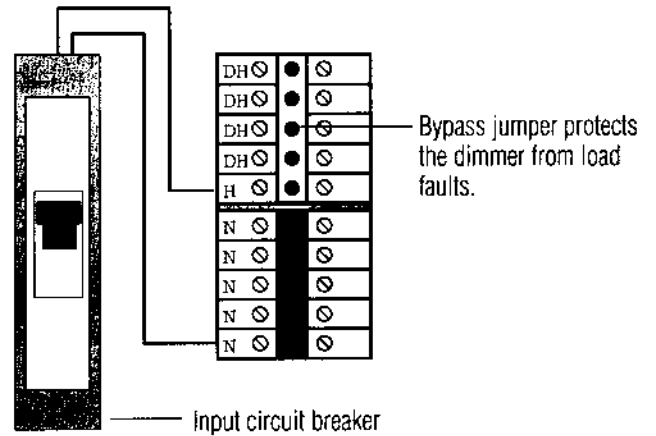 DH
DH
DH
DH
H
N
N
N
N
N
Bypass jumper protects
the dimmer from load
faults.
Input circuit breaker